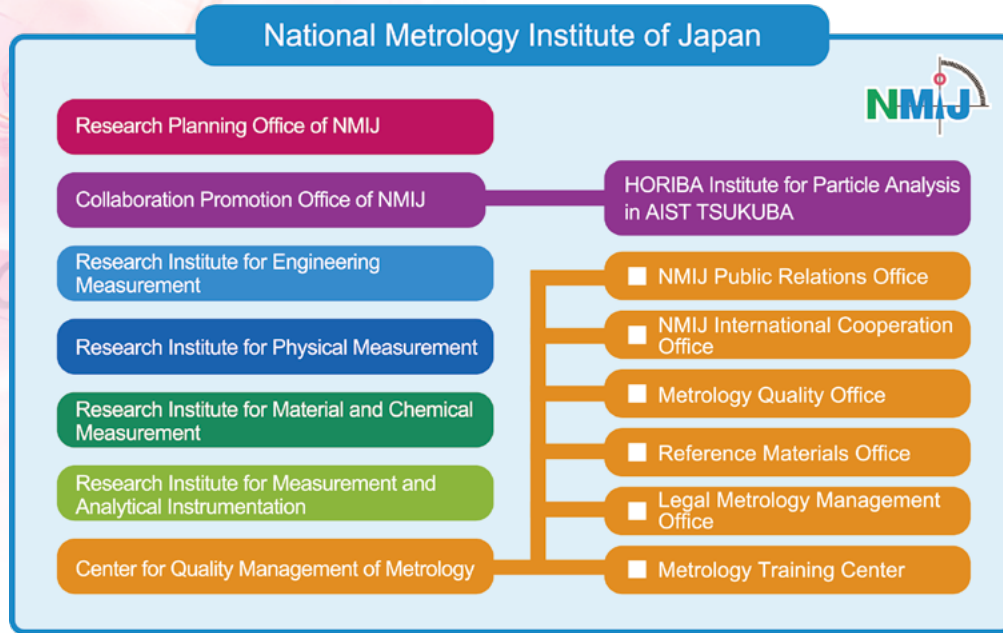 National Metrology Institute of Japan
NMIJ
Research Planning Office of NMIJ
Collaboration Promotion Office of NMIJ
HORIBA Institute for Particle Analysis
in AIST TSUKUBA
Research Institute for Engineering
Measurement
Research Institute for Physical Measurement
Research Institute for Material and Chemical
Measurement
Research Institute for Measurement and
Analytical Instrumentation
Center for Quality Management of Metrology
NMIJ Public Relations Office
NMIJ International Cooperation
Office
Metrology Quality Office
Reference Materials Office
Legal Metrology Management
Office
Metrology Training Center